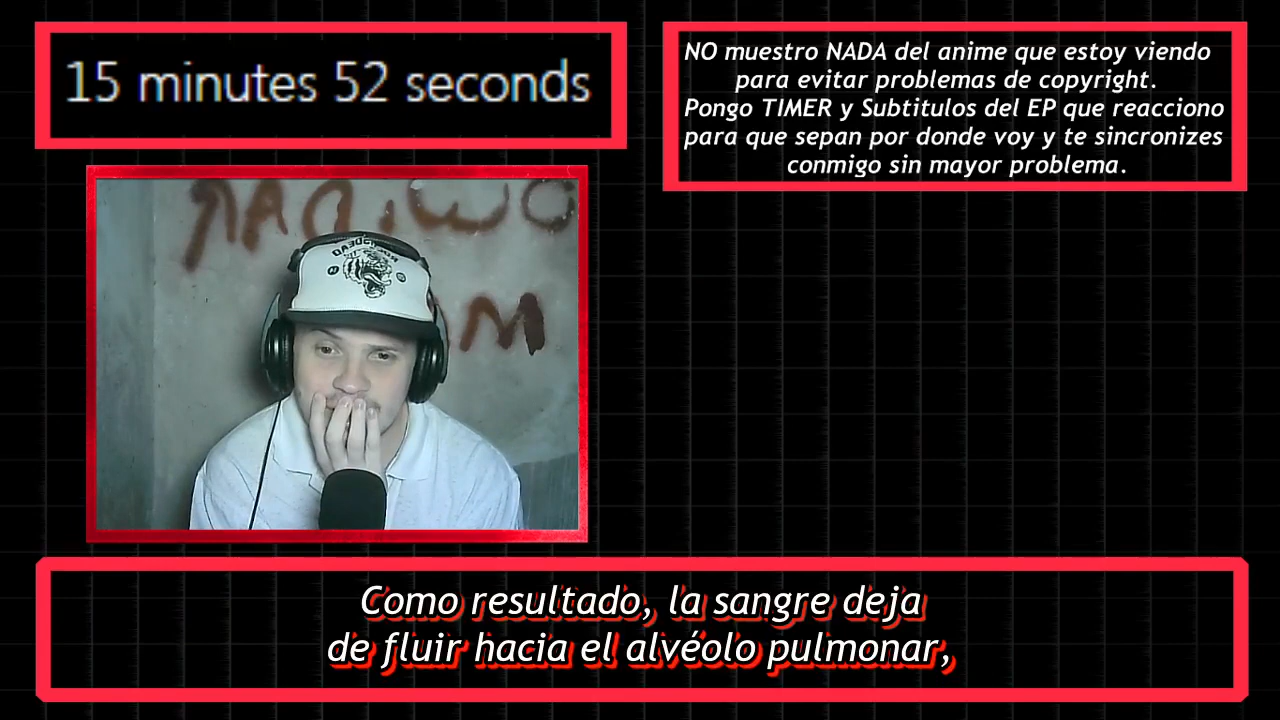 15 minutes 52 seconds
NO muestro NADA del anime que estoy viendo
para evitar problemas de copyright.
Pongo TIMER y Subtitulos del EP que reacciono
para que sepan por donde voy y te sincronizes
conmigo sin mayor problema.
Como resultado, la sangre deja
de fluir hacia el alvéolo pulmonar,